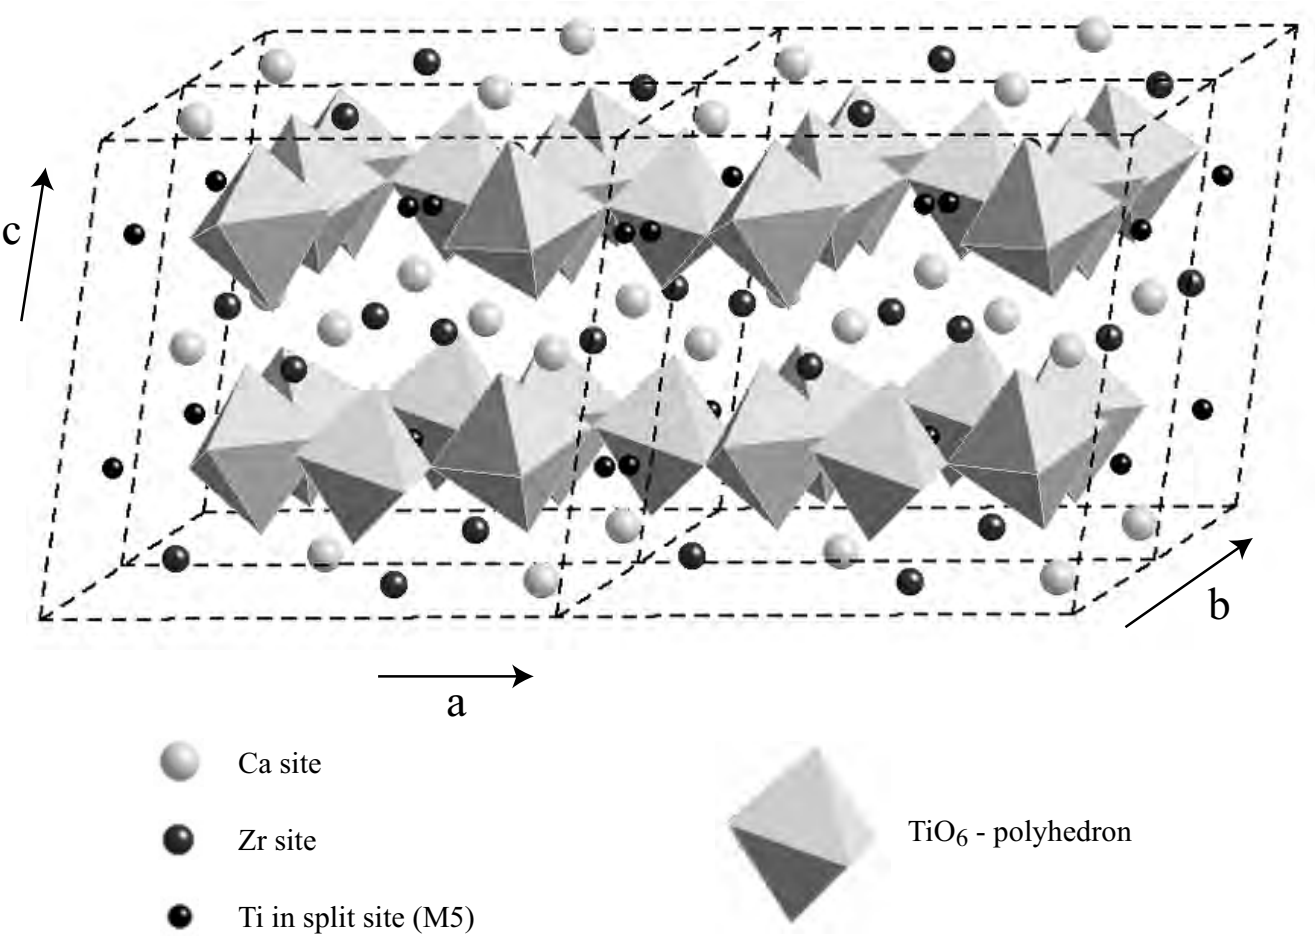 c
b
a
Ca site
Zr site
TiO6 - polyhedron
Ti in split site (M5)